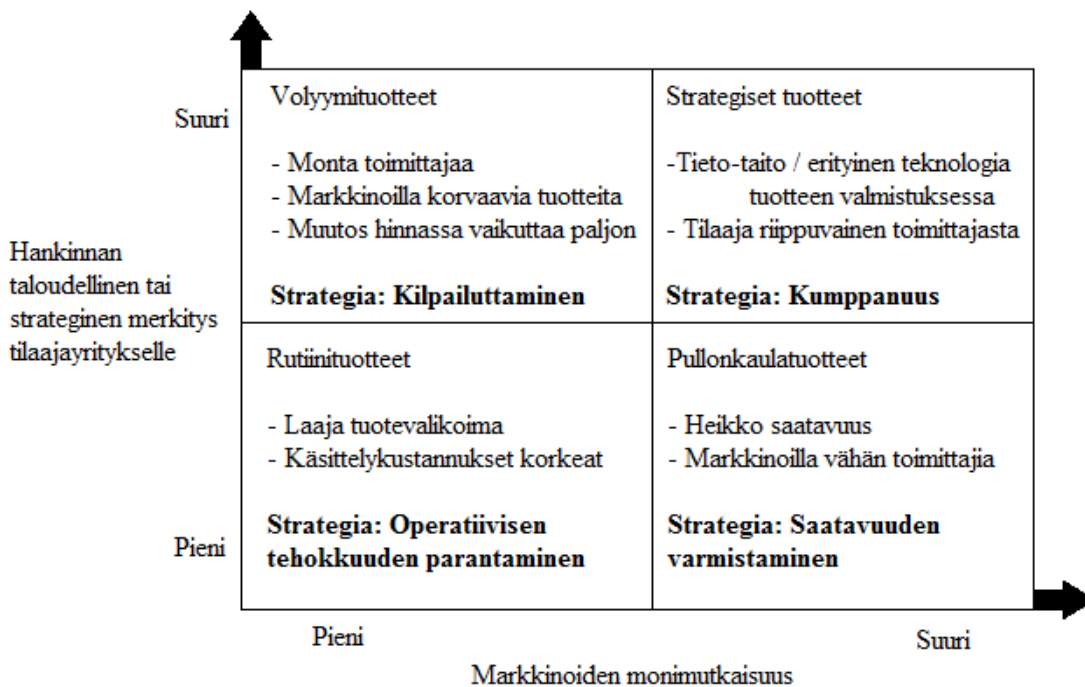 Suuri
Hankinnan
taloudellinen tai
strateginen merkitys
tilaajayritykselle
Pieni
Volyymituotteet
- Monta toimittajaa
- Markkinoilla korvaavia tuotteita
- Muutos hinnassa vaikuttaa paljon
Strategia: Kilpailuttaminen
Strategiset tuotteet
-Tieto-taito / erityinen teknologia
tuotteen valmistuksessa
- Tilaaja riippuvainen toimittajasta
Strategia: Kumppanuus
Rutiinituotteet
- Laaja tuotevalikoima
- Käsittelykustannukset korkeat
Strategia: Operatiivisen
tehokkuuden parantaminen
Pullonkaulatuotteet
- Heikko saatavuus
- Markkinoilla vähän toimittajia
Strategia: Saatavuuden
varmistaminen
Pieni
Suuri
Markkinoiden monimutkaisuus